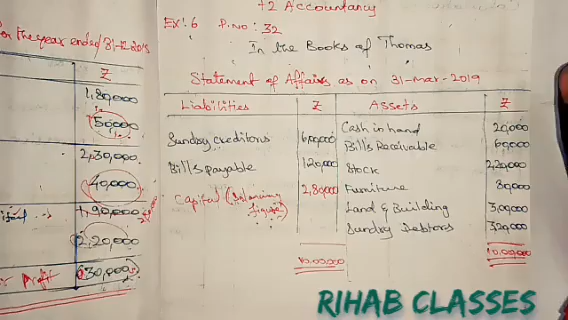 +2 Accountancy
Ex: 6 P.no: 32
In the Books of Thomas
Statement of Affairs as on 31-mar-2019
Liabilities ₹ Assets ₹
Sundry creditors 6,00,000 Cash in hand 20,000
Bills payable 1,20,000 Bills Receivable 60,000
Capital (Balancing figure) 2,80,000 Stock 2,20,000
Furniture 80,000
Land & Building 3,00,000
Sundry Debtors 3,20,000
10,00,000 10,00,000
the year ended 31-12-2018
₹
1,80,000
50,000
2,30,000
40,000
1,90,000
2,20,000
30,000
Profit
RIHAB CLASSES